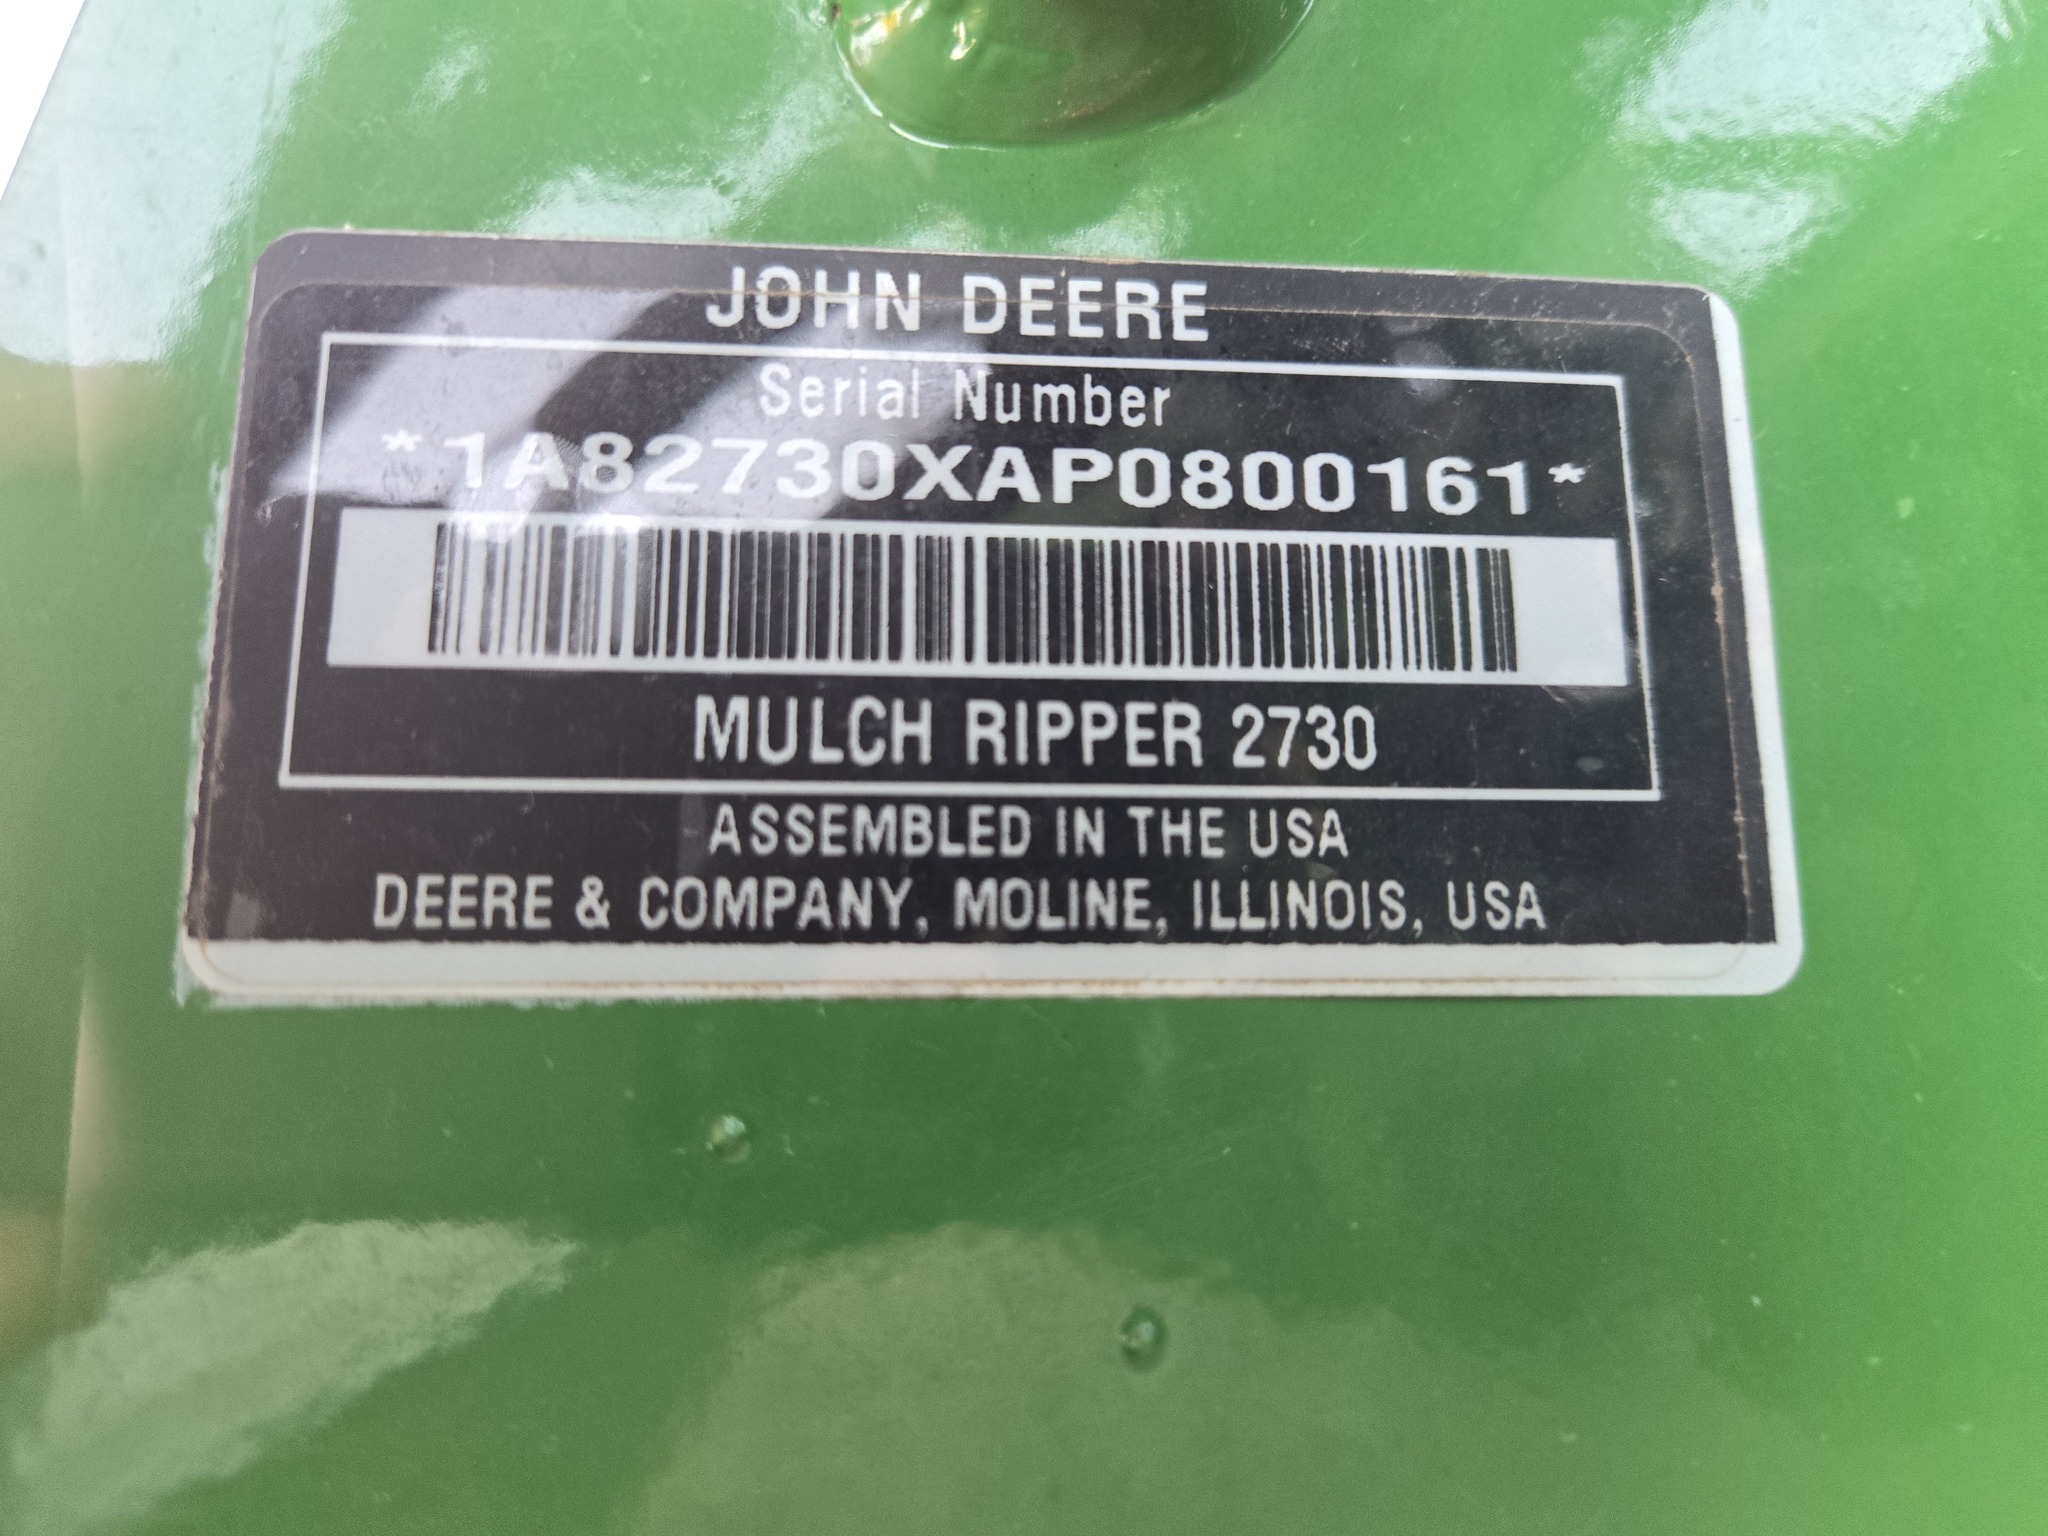 JOHN DEERE
Serial Number
*1A82730XAP0800161*
MULCH RIPPER 2730
ASSEMBLED IN THE USA
DEERE & COMPANY, MOLINE, ILLINOIS, USA